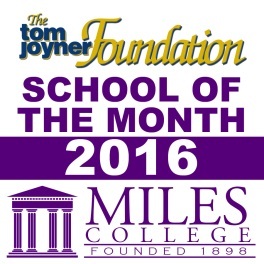 The
tom
joyner Foundation
SCHOOL OF
THE MONTH
2016
MILES
COLLEGE
FOUNDED 1898